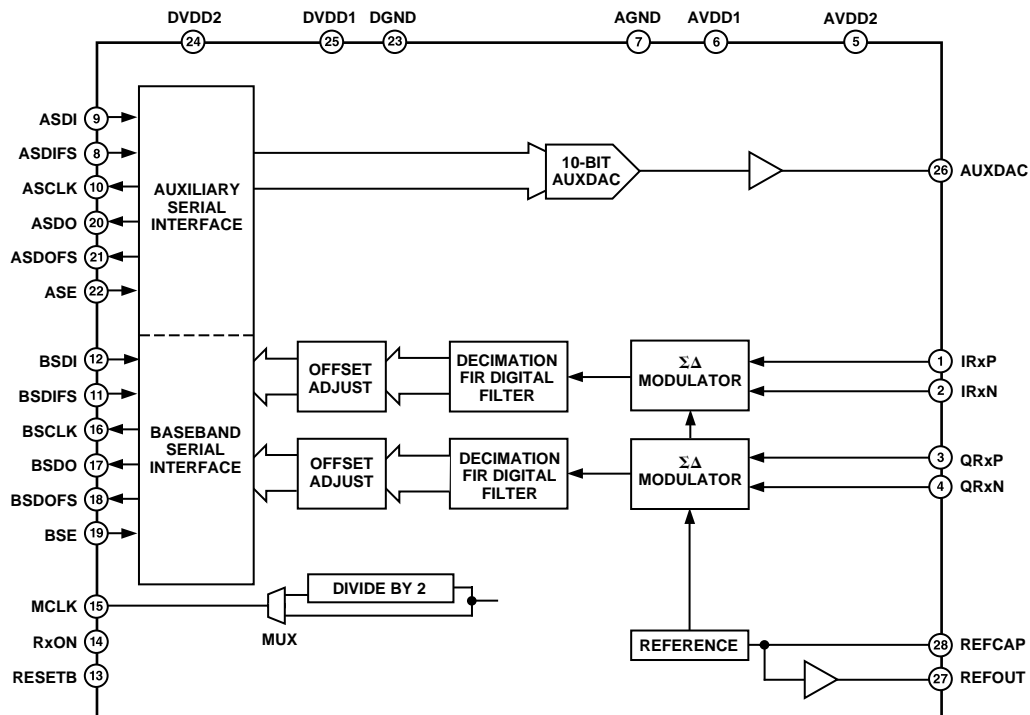 DVDD2 DVDD1 DGND AGND AVDD1 AVDD2
24 25 23 7 6 5
ASDI 9
ASDIFS 8
ASCLK 10
ASDO 20
ASDOFS 21
ASE 22
AUXILIARY
SERIAL
INTERFACE
10-BIT
AUXDAC
26 AUXDAC
BSDI 12
BSDIFS 11
BSCLK 16
BSDO 17
BSDOFS 18
BSE 19
BASEBAND
SERIAL
INTERFACE
OFFSET
ADJUST
DECIMATION
FIR DIGITAL
FILTER
ΣΔ
MODULATOR
1 IRxP
2 IRxN
OFFSET
ADJUST
DECIMATION
FIR DIGITAL
FILTER
ΣΔ
MODULATOR
3 QRxP
4 QRxN
MCLK 15
RxON 14
RESETB 13
MUX
DIVIDE BY 2
REFERENCE
28 REFCAP
27 REFOUT